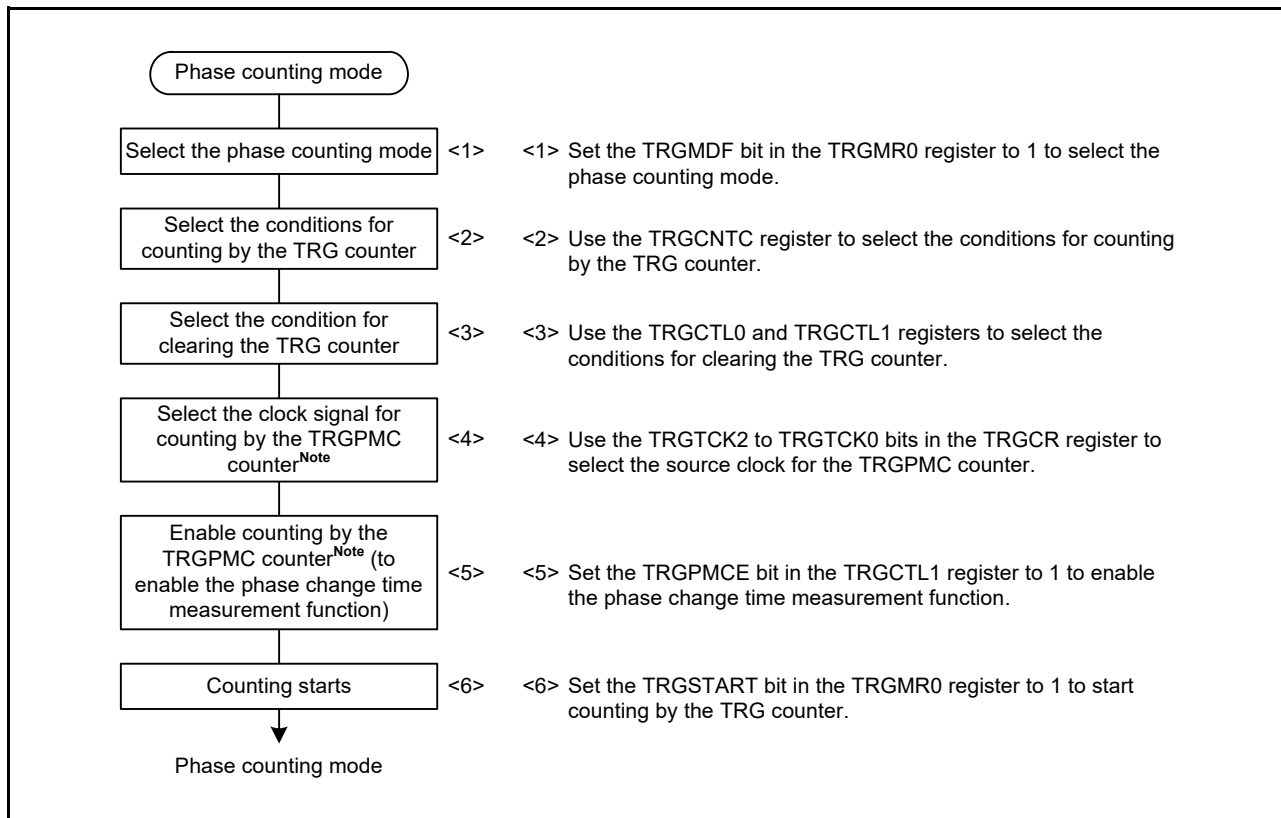 Phase counting mode
Select the phase counting mode <1> <1> Set the TRGMDF bit in the TRGMR0 register to 1 to select the
phase counting mode.
Select the conditions for
counting by the TRG counter <2> <2> Use the TRGCNTC register to select the conditions for counting
by the TRG counter.
Select the condition for
clearing the TRG counter <3> <3> Use the TRGCTL0 and TRGCTL1 registers to select the
conditions for clearing the TRG counter.
Select the clock signal for
counting by the TRGPMC
counterNote <4> <4> Use the TRGTCK2 to TRGTCK0 bits in the TRGCR register to
select the source clock for the TRGPMC counter.
Enable counting by the
TRGPMC counterNote (to
enable the phase change time
measurement function) <5> <5> Set the TRGPMCE bit in the TRGCTL1 register to 1 to enable
the phase change time measurement function.
Counting starts <6> <6> Set the TRGSTART bit in the TRGMR0 register to 1 to start
counting by the TRG counter.
Phase counting mode